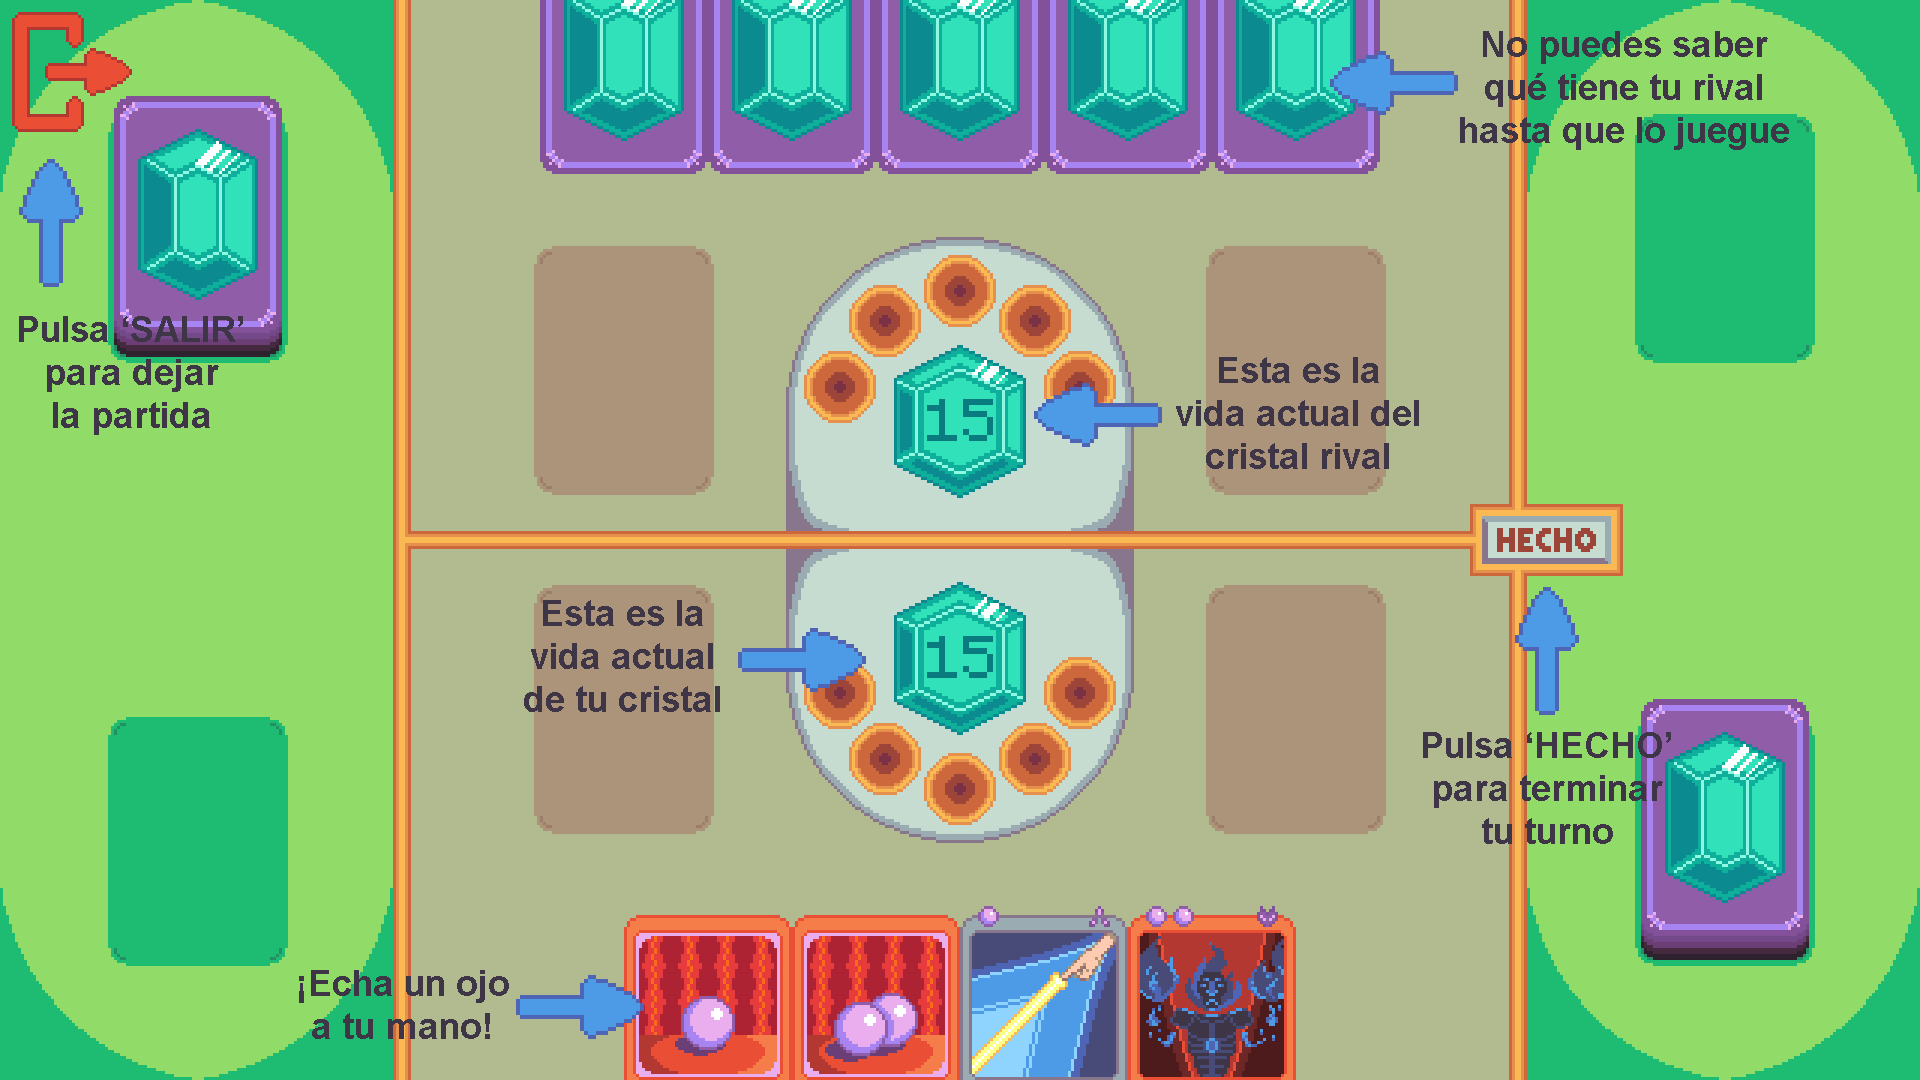 No puedes saber
qué tiene tu rival
hasta que lo juegue
Pulsa ‘SALIR’
para dejar
la partida
15
Esta es la
vida actual del
cristal rival
HECHO
Esta es la
vida actual
de tu cristal
15
Pulsa ‘HECHO’
para terminar
tu turno
¡Echa un ojo
a tu mano!